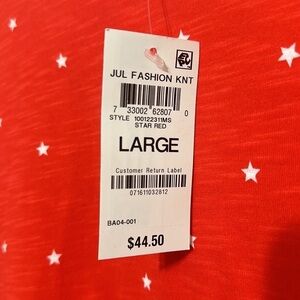 JUL FASHION KNT
7 33002 62807 0
STYLE 100122311MS
STAR RED
LARGE
Customer Return Label
071611032812
BA04-001
$44.50